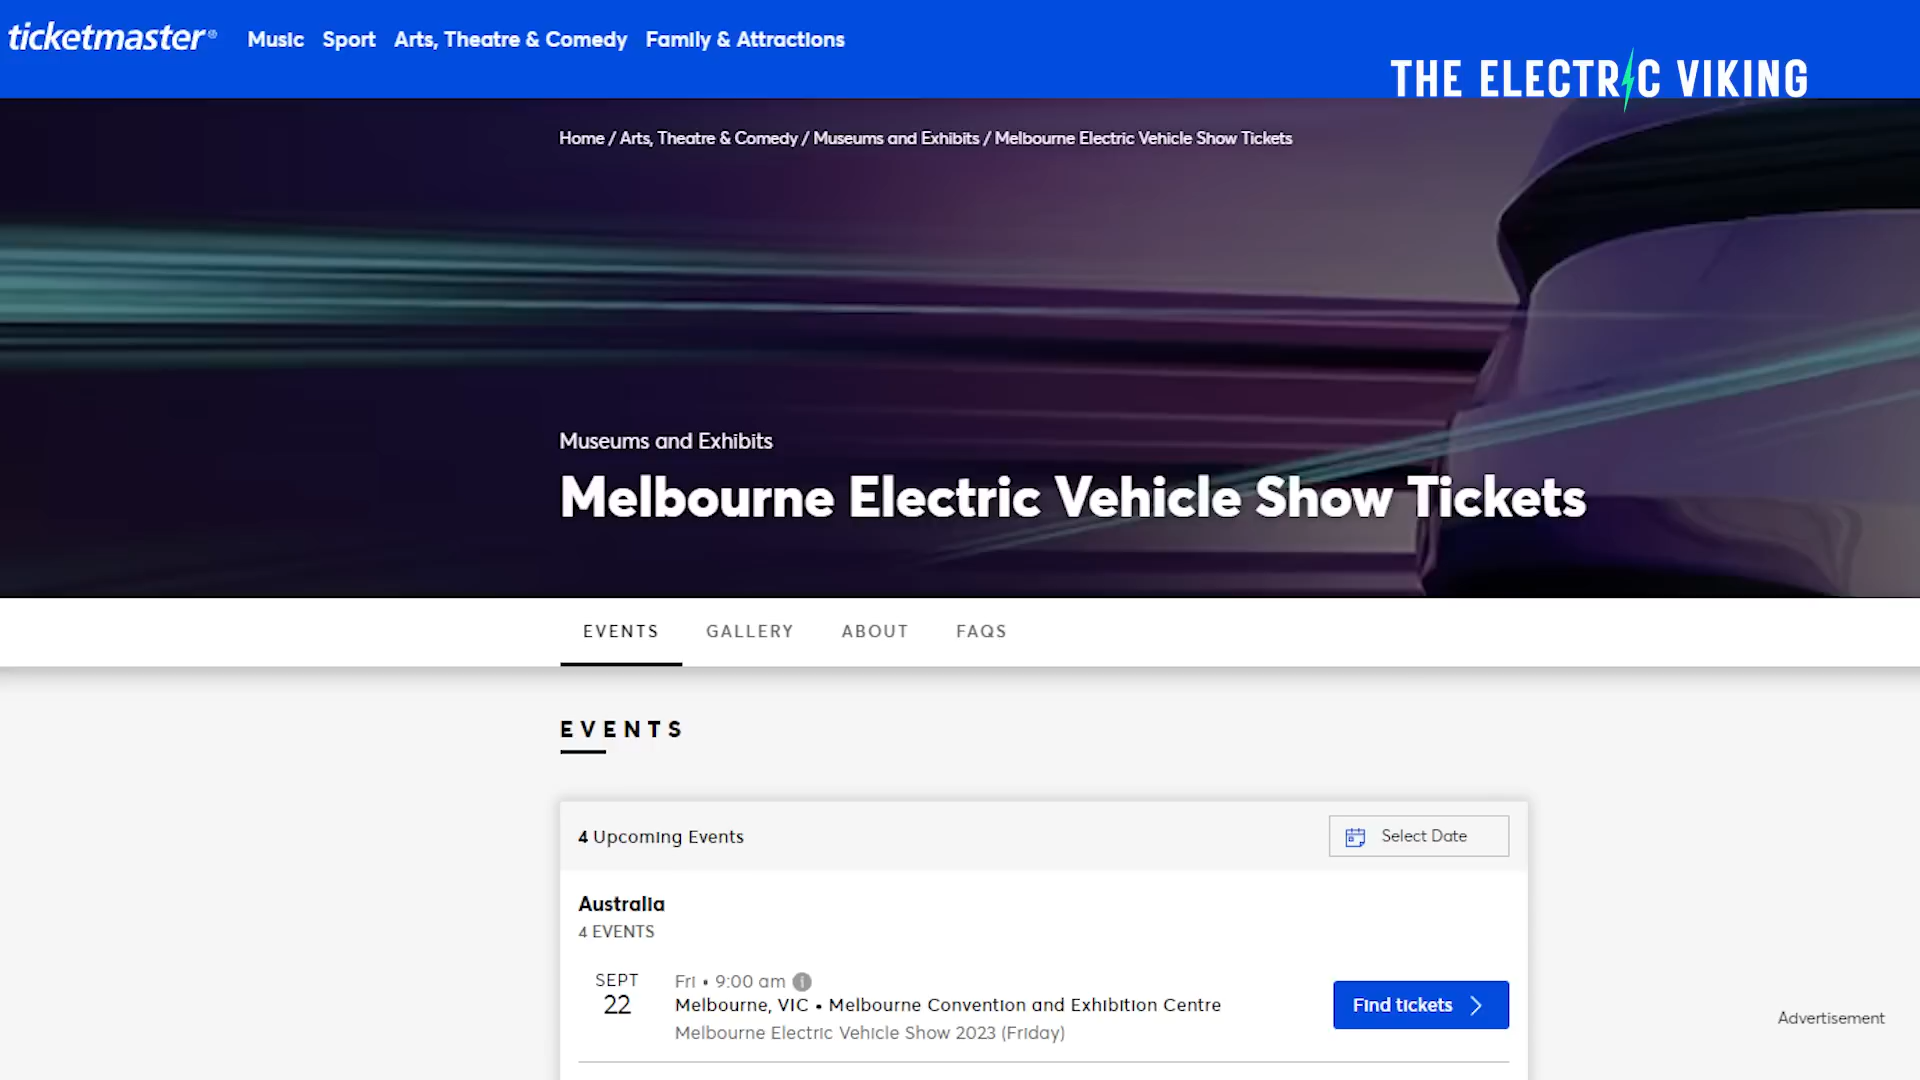 ticketmaster®
Music Sport Arts, Theatre & Comedy Family & Attractions
THE ELECTRIC VIKING
Home / Arts, Theatre & Comedy / Museums and Exhibits / Melbourne Electric Vehicle Show Tickets
Museums and Exhibits
Melbourne Electric Vehicle Show Tickets
EVENTS GALLERY ABOUT FAQS
EVENTS
4 Upcoming Events
Select Date
Australia
4 EVENTS
SEPT
22
Fri • 9:00 am
Melbourne, VIC • Melbourne Convention and Exhibition Centre
Melbourne Electric Vehicle Show 2023 (Friday)
Find tickets
Advertisement